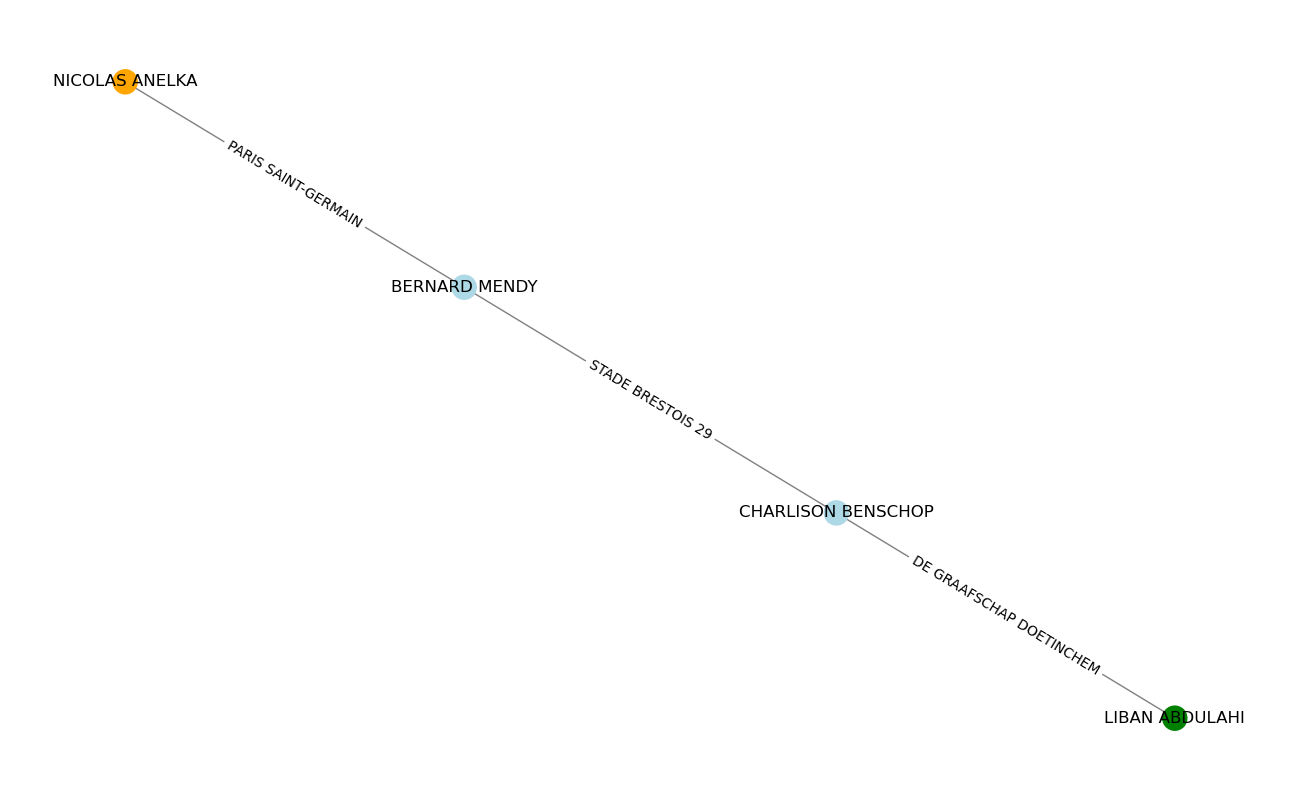 NICOLAS ANELKA
PARIS SAINT-GERMAIN
BERNARD MENDY
STADE BRESTOIS 29
CHARLISON BENSCHOP
DE GRAAFSCHAP DOETINCHEM
LIBAN ABDULAHI